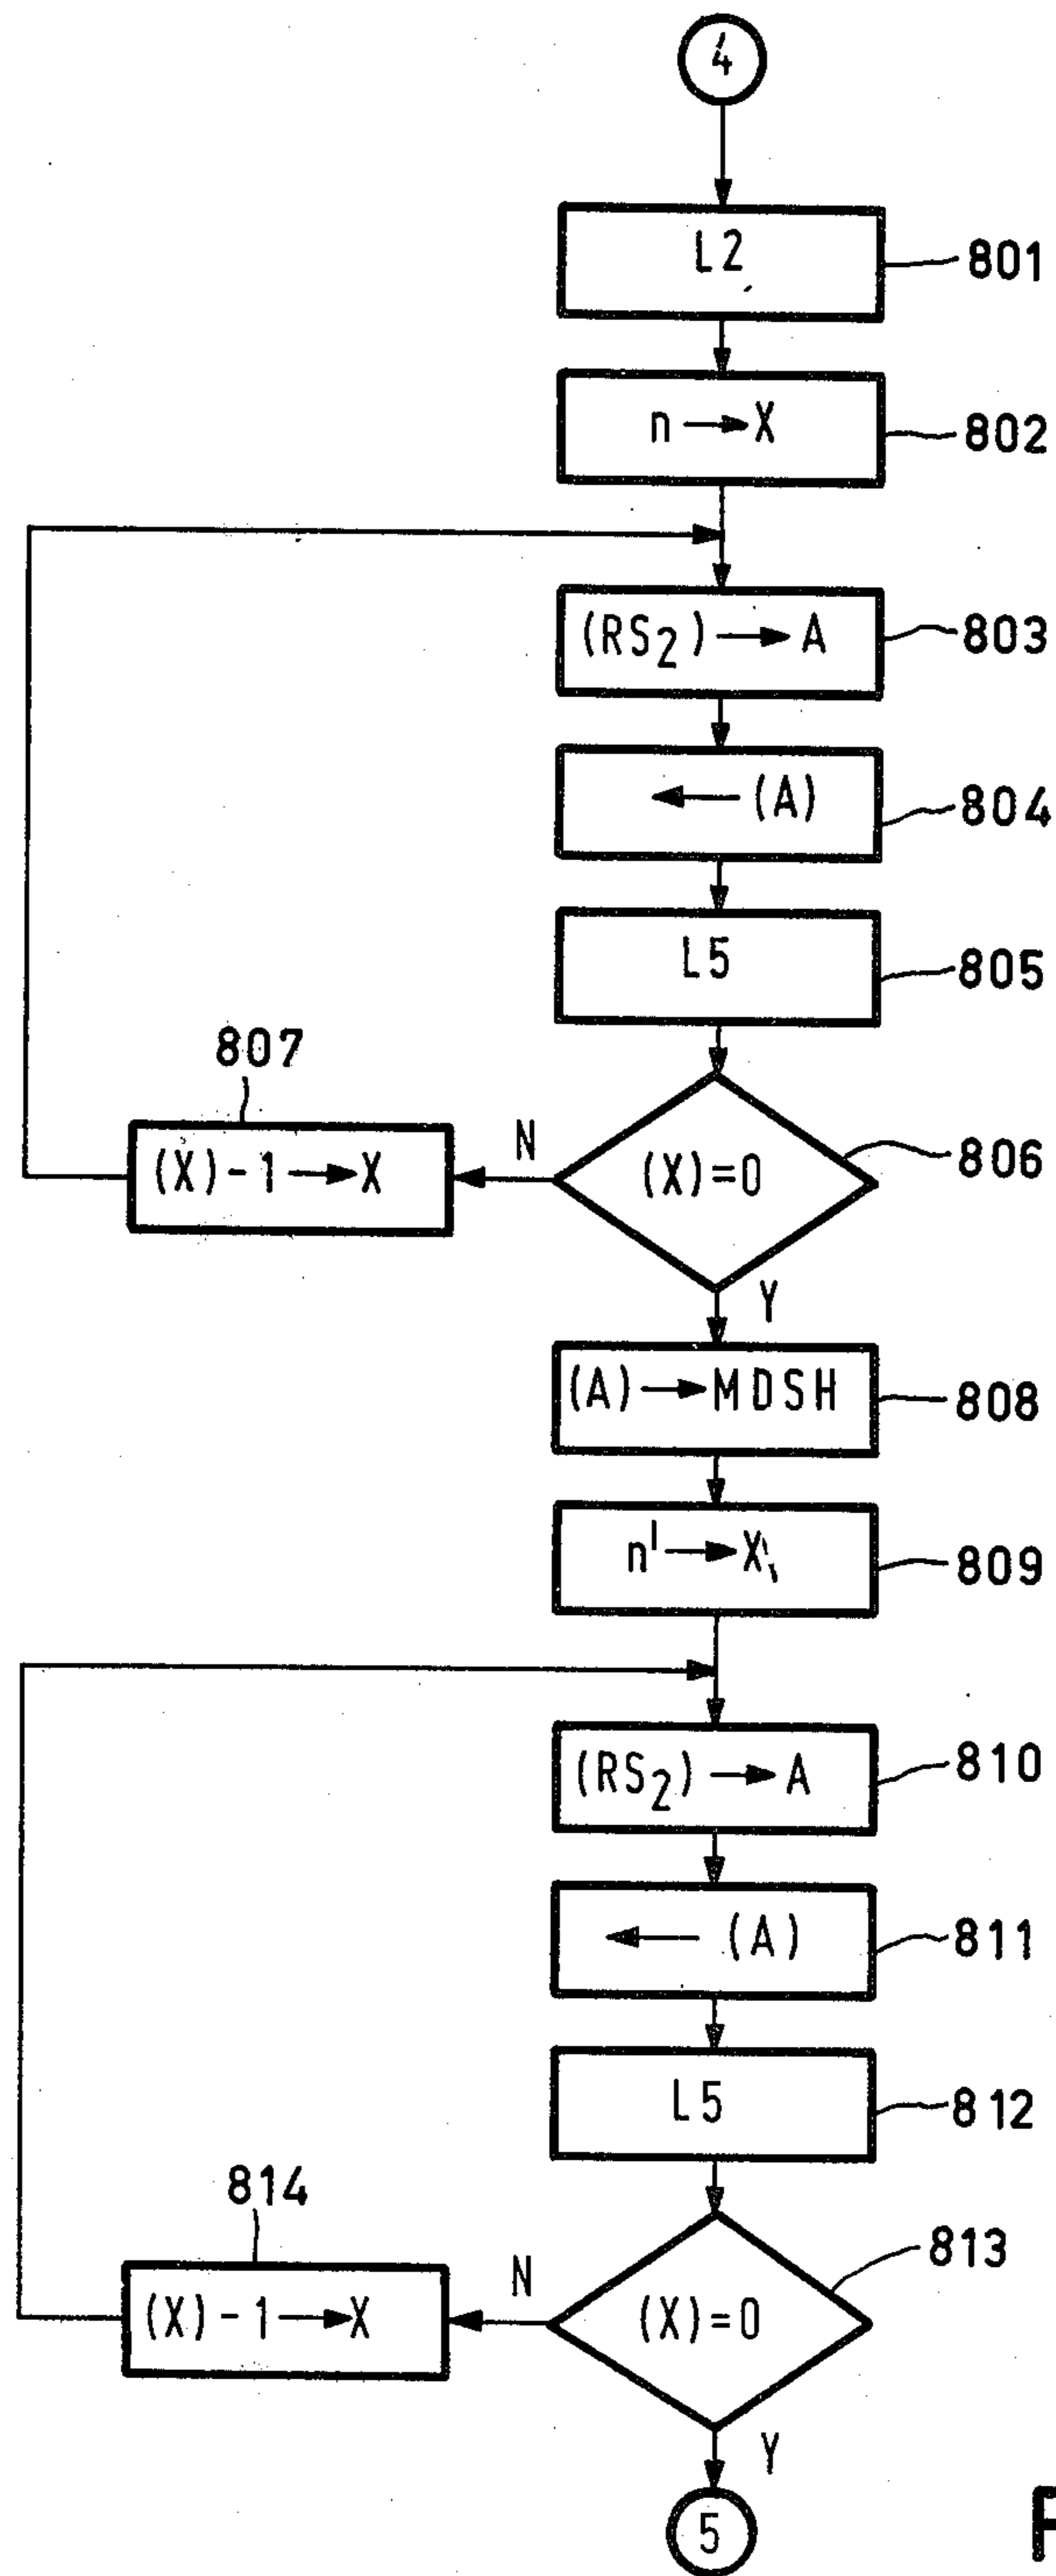 4
L2
801
n → X
802
(RS₂) → A
803
← (A)
804
L5
805
807
(X)-1 → X
N
(X)=0
806
Y
(A) → MDSH
808
n' → X
809
(RS₂) → A
810
← (A)
811
L5
812
814
(X)-1 → X
N
(X)=0
813
Y
5